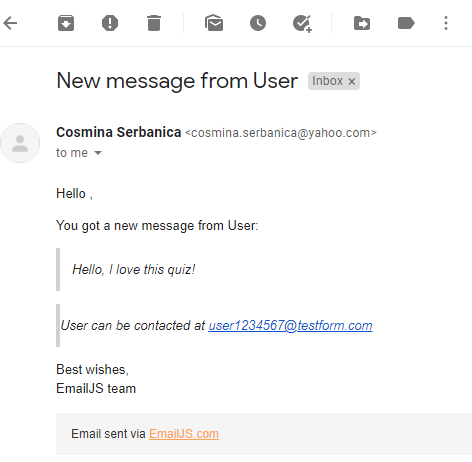 New message from User Inbox ×
Cosmina Serbanica <cosmina.serbanica@yahoo.com>
to me
Hello ,
You got a new message from User:
Hello, I love this quiz!
User can be contacted at user1234567@testform.com
Best wishes,
EmailJS team
Email sent via EmailJS.com